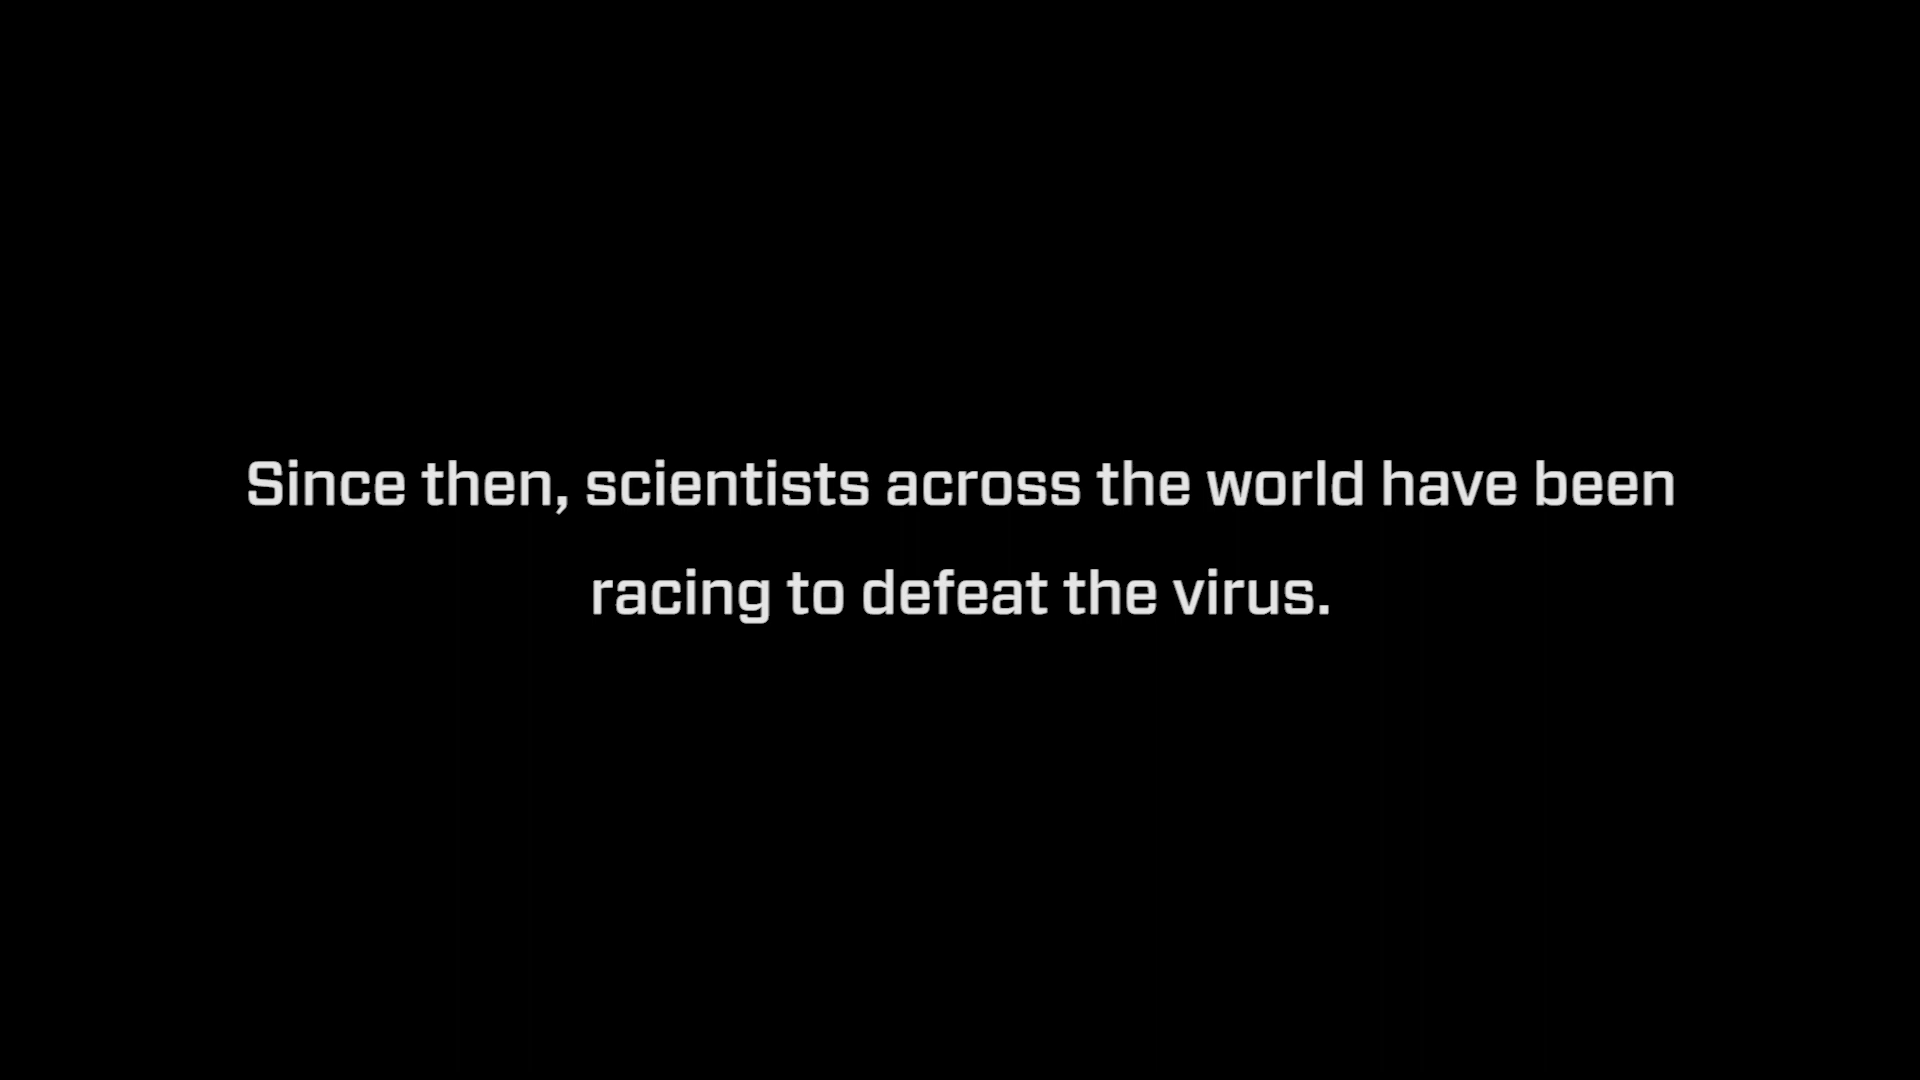 Since then, scientists across the world have been
racing to defeat the virus.